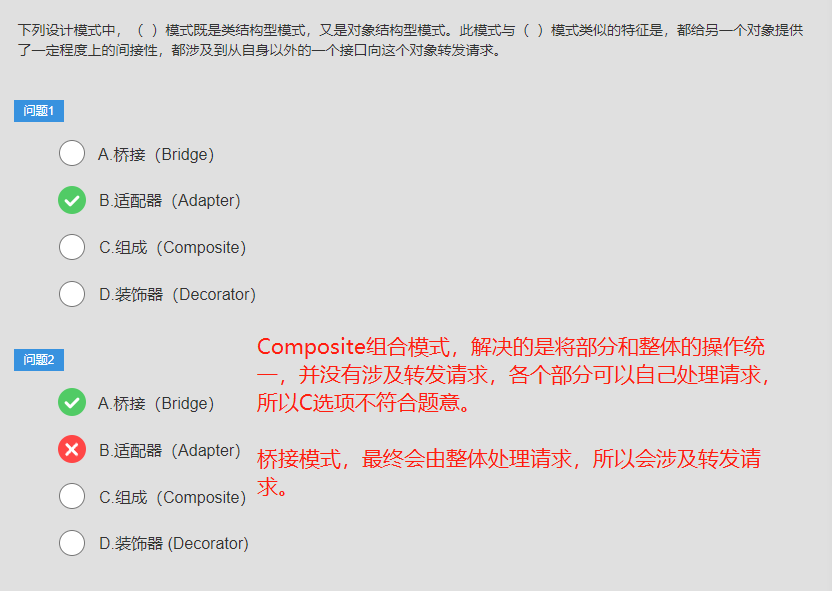 下列设计模式中，（ ）模式既是类结构型模式，又是对象结构型模式。此模式与（ ）模式类似的特征是，都给另一个对象提供
了一定程度上的间接性，都涉及到从自身以外的一个接口向这个对象转发请求。
问题1
A.桥接（Bridge）
B.适配器（Adapter）
C.组成（Composite）
D.装饰器（Decorator）
问题2
A.桥接（Bridge）
B.适配器（Adapter）
C.组成（Composite）
D.装饰器 (Decorator)
Composite组合模式，解决的是将部分和整体的操作统
一，并没有涉及转发请求，各个部分可以自己处理请求，
所以C选项不符合题意。
桥接模式，最终会由整体处理请求，所以会涉及转发请
求。